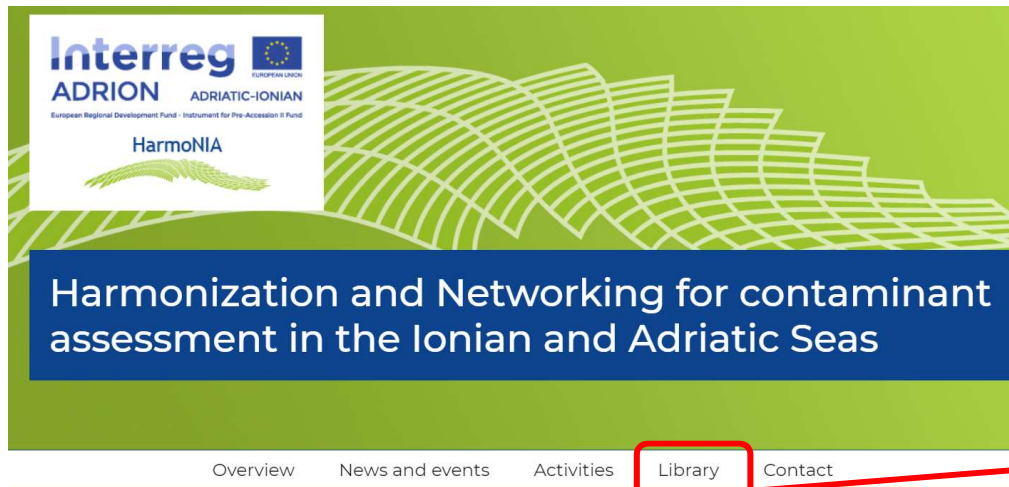 Interreg
EUROPEAN UNION
ADRION ADRIATIC-IONIAN
European Regional Development Fund - Instrument for Pre-Accession II Fund
HarmoNIA
Harmonization and Networking for contaminant
assessment in the Ionian and Adriatic Seas
Overview News and events Activities Library Contact